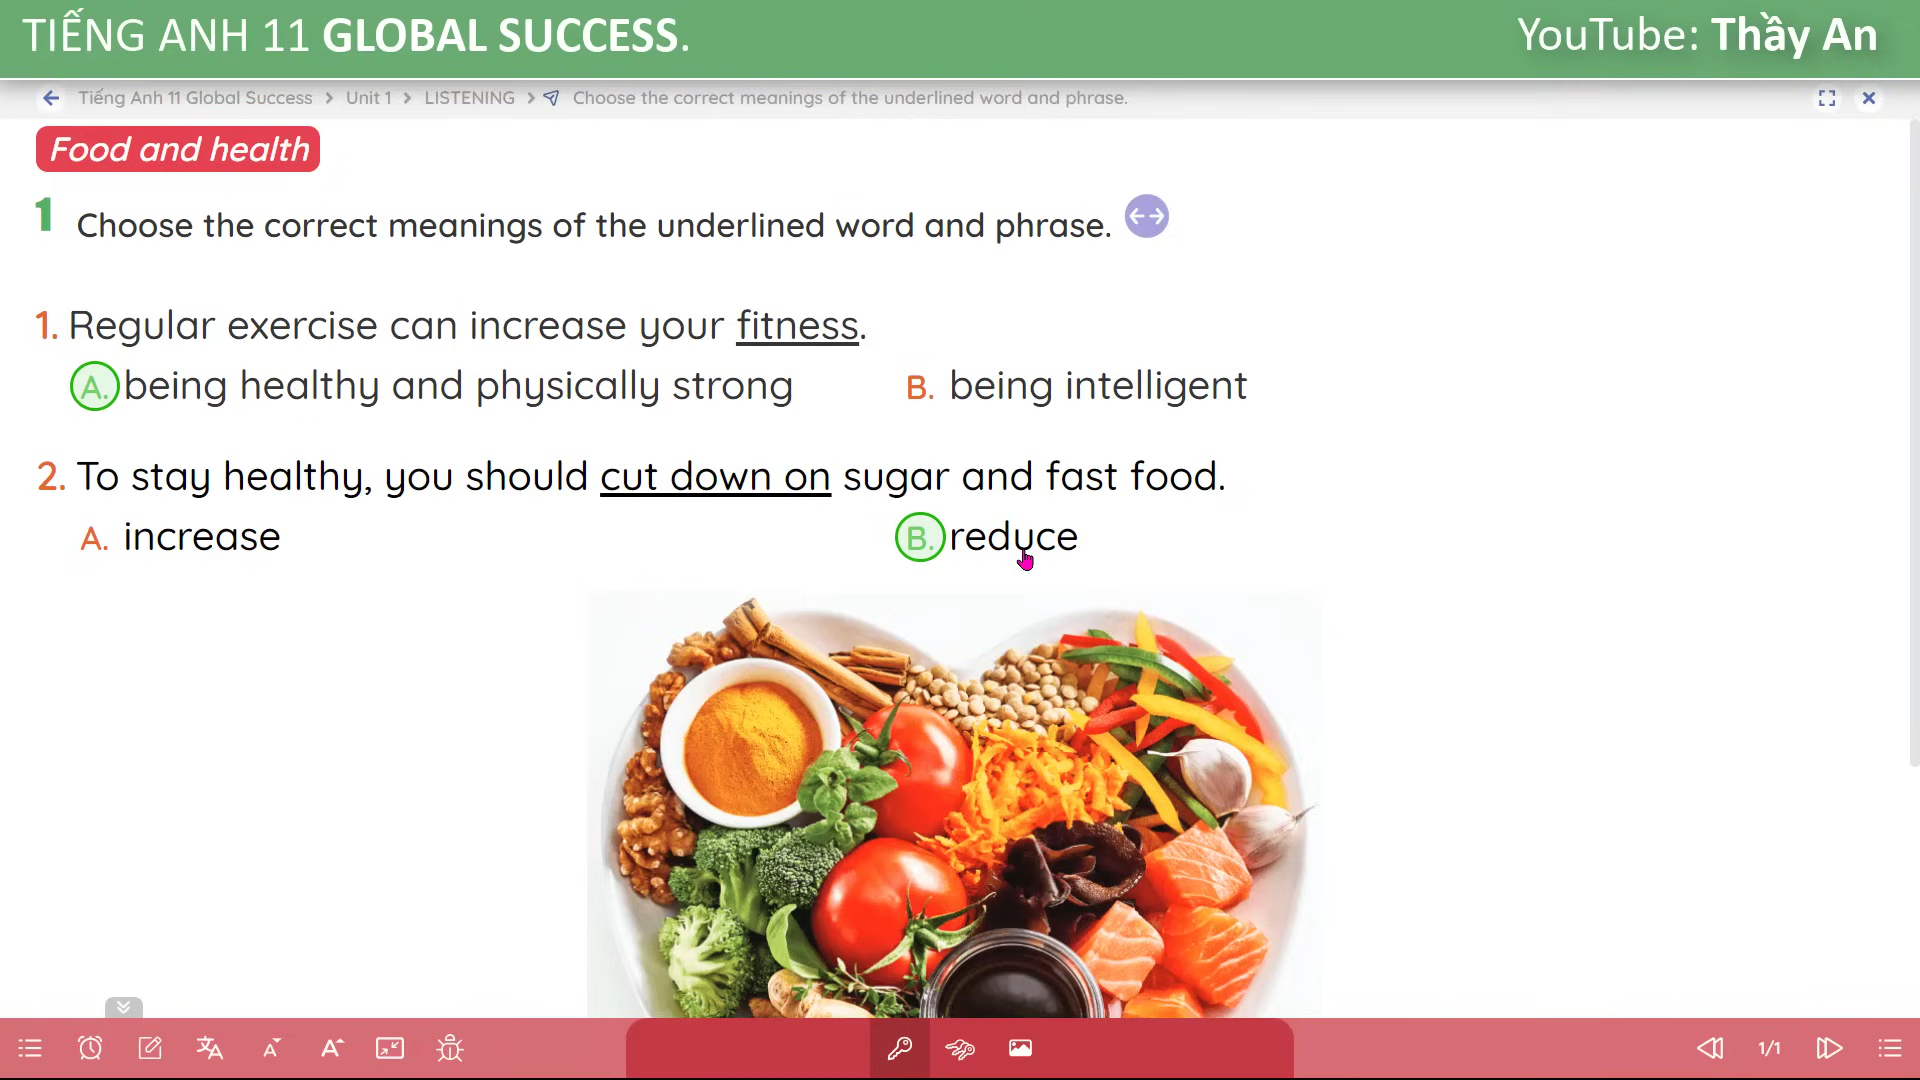 TIẾNG ANH 11 GLOBAL SUCCESS.
YouTube: Thầy An
Tiếng Anh 11 Global Success > Unit 1 > LISTENING > Choose the correct meanings of the underlined word and phrase.
Food and health
1 Choose the correct meanings of the underlined word and phrase.
1. Regular exercise can increase your fitness.
A. being healthy and physically strong
B. being intelligent
2. To stay healthy, you should cut down on sugar and fast food.
A. increase
B. reduce
1/1